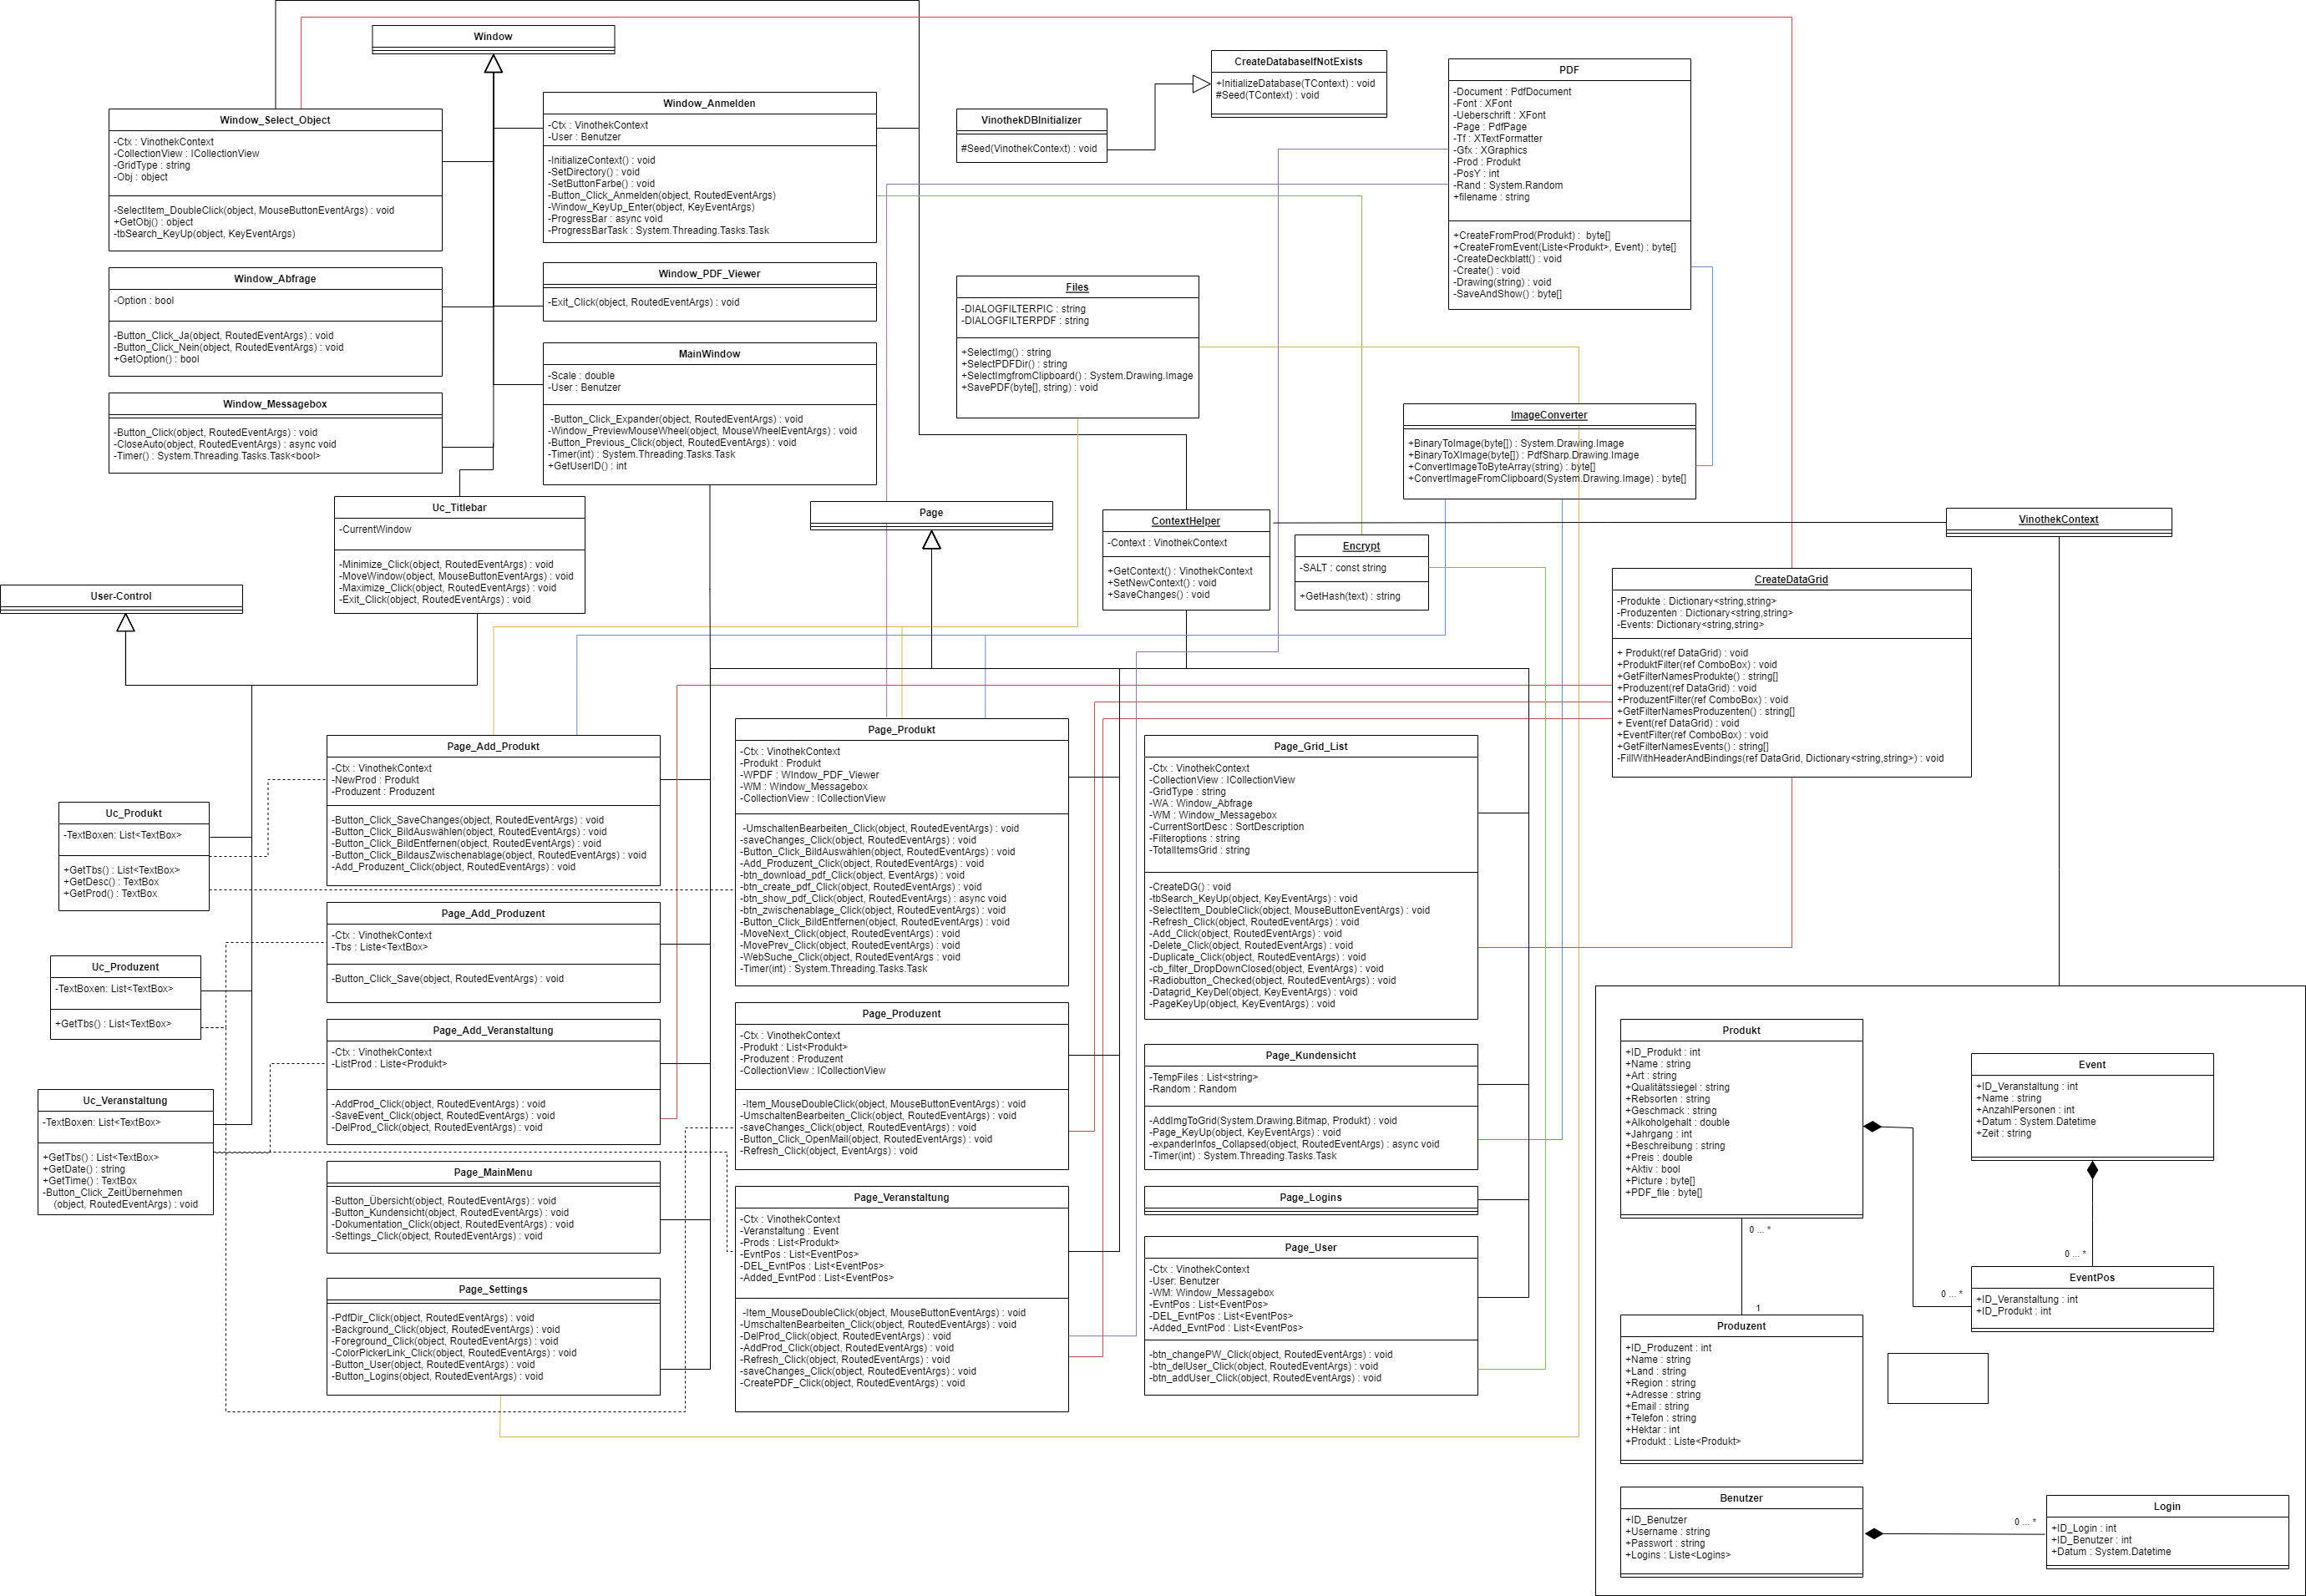 Window
Window_Select_Object
-Ctx : VinothekContext
-CollectionView : ICollectionView
-GridType : string
-Obj : object
-SelectItem_DoubleClick(object, MouseButtonEventArgs) : void
+GetObj() : object
-tbSearch_KeyUp(object, KeyEventArgs)
Window_Abfrage
-Option : bool
-Button_Click_Ja(object, RoutedEventArgs) : void
-Button_Click_Nein(object, RoutedEventArgs) : void
+GetOption() : bool
Window_Messagebox
-Button_Click(object, RoutedEventArgs) : void
-CloseAuto(object, RoutedEventArgs) : async void
-Timer() : System.Threading.Tasks.Task<bool>
Window_Anmelden
-Ctx : VinothekContext
-User : Benutzer
-InitializeContext() : void
-SetDirectory() : void
-SetButtonFarbe() : void
-Button_Click_Anmelden(object, RoutedEventArgs)
-Window_KeyUp_Enter(object, KeyEventArgs)
-ProgressBar : async void
-ProgressBarTask : System.Threading.Tasks.Task
Window_PDF_Viewer
-Exit_Click(object, RoutedEventArgs) : void
MainWindow
-Scale : double
-User : Benutzer
-Button_Click_Expander(object, RoutedEventArgs) : void
-Window_PreviewMouseWheel(object, MouseWheelEventArgs) : void
-Button_Previous_Click(object, RoutedEventArgs) : void
-Timer(int) : System.Threading.Tasks.Task
+GetUserID() : int
VinothekDBInitializer
#Seed(VinothekContext) : void
CreateDatabaseIfNotExists
+InitializeDatabase(TContext) : void
#Seed(TContext) : void
PDF
-Document : PdfDocument
-Font : XFont
-Ueberschrift : XFont
-Page : PdfPage
-Tf : XTextFormatter
-Gfx : XGraphics
-Prod : Produkt
-PosY : int
-Rand : System.Random
+filename : string
+CreateFromProd(Produkt) : byte[]
+CreateFromEvent(Liste<Produkt>, Event) : byte[]
-CreateDeckblatt() : void
-Create() : void
-Drawing(string) : void
-SaveAndShow() : byte[]
Files
-DIALOGFILTERPIC : string
-DIALOGFILTERPDF : string
+SelectImg() : string
+SelectPDFDir() : string
+SelectImgfromClipboard() : System.Drawing.Image
+SavePDF(byte[], string) : void
ImageConverter
+BinaryToImage(byte[]) : System.Drawing.Image
+BinaryToXImage(byte[]) : PdfSharp.Drawing.Image
+ConvertImageToByteArray(string) : byte[]
+ConvertImageFromClipboard(System.Drawing.Image) : byte[]
Uc_Titlebar
-CurrentWindow
-Minimize_Click(object, RoutedEventArgs) : void
-MoveWindow(object, MouseButtonEventArgs) : void
-Maximize_Click(object, RoutedEventArgs) : void
-Exit_Click(object, RoutedEventArgs) : void
Page
ContextHelper
-Context : VinothekContext
+GetContext() : VinothekContext
+SetNewContext() : void
+SaveChanges() : void
Encrypt
-SALT : const string
+GetHash(text) : string
VinothekContext
CreateDataGrid
-Produkte : Dictionary<string,string>
-Produzenten : Dictionary<string,string>
-Events: Dictionary<string,string>
+ Produkt(ref DataGrid) : void
+ProduktFilter(ref ComboBox) : void
+GetFilterNamesProdukte() : string[]
+Produzent(ref DataGrid) : void
+ProduzentFilter(ref ComboBox) : void
+GetFilterNamesProduzenten() : string[]
+ Event(ref DataGrid) : void
+EventFilter(ref ComboBox) : void
+GetFilterNamesEvents() : string[]
-FillWithHeaderAndBindings(ref DataGrid, Dictionary<string,string>) : void
User-Control
Uc_Produkt
-TextBoxen: List<TextBox>
+GetTbs() : List<TextBox>
+GetDesc() : TextBox
+GetProd() : TextBox
Uc_Produzent
-TextBoxen: List<TextBox>
+GetTbs() : List<TextBox>
Uc_Veranstaltung
-TextBoxen: List<TextBox>
+GetTbs() : List<TextBox>
+GetDate() : string
+GetTime() : TextBox
-Button_Click_ZeitÜbernehmen
(object, RoutedEventArgs) : void
Page_Add_Produkt
-Ctx : VinothekContext
-NewProd : Produkt
-Produzent : Produzent
-Button_Click_SaveChanges(object, RoutedEventArgs) : void
-Button_Click_BildAuswählen(object, RoutedEventArgs) : void
-Button_Click_BildEntfernen(object, RoutedEventArgs) : void
-Button_Click_BildausZwischenablage(object, RoutedEventArgs) : void
-Add_Produzent_Click(object, RoutedEventArgs) : void
Page_Add_Produzent
-Ctx : VinothekContext
-Tbs : Liste<TextBox>
-Button_Click_Save(object, RoutedEventArgs) : void
Page_Add_Veranstaltung
-Ctx : VinothekContext
-ListProd : Liste<Produkt>
-AddProd_Click(object, RoutedEventArgs) : void
-SaveEvent_Click(object, RoutedEventArgs) : void
-DelProd_Click(object, RoutedEventArgs) : void
Page_MainMenu
-Button_Übersicht(object, RoutedEventArgs) : void
-Button_Kundensicht(object, RoutedEventArgs) : void
-Dokumentation_Click(object, RoutedEventArgs) : void
-Settings_Click(object, RoutedEventArgs) : void
Page_Settings
-PdfDir_Click(object, RoutedEventArgs) : void
-Background_Click(object, RoutedEventArgs) : void
-Foreground_Click(object, RoutedEventArgs) : void
-ColorPickerLink_Click(object, RoutedEventArgs) : void
-Button_User(object, RoutedEventArgs) : void
-Button_Logins(object, RoutedEventArgs) : void
Page_Produkt
-Ctx : VinothekContext
-Produkt : Produkt
-WPDF : WIndow_PDF_Viewer
-WM : Window_Messagebox
-CollectionView : ICollectionView
-UmschaltenBearbeiten_Click(object, RoutedEventArgs) : void
-saveChanges_Click(object, RoutedEventArgs) : void
-Button_Click_BildAuswählen(object, RoutedEventArgs) : void
-Add_Produzent_Click(object, RoutedEventArgs) : void
-btn_download_pdf_Click(object, EventArgs) : void
-btn_create_pdf_Click(object, RoutedEventArgs) : void
-btn_show_pdf_Click(object, RoutedEventArgs) : async void
-btn_zwischenablage_Click(object, RoutedEventArgs) : void
-Button_Click_BildEntfernen(object, RoutedEventArgs) : void
-MoveNext_Click(object, RoutedEventArgs) : void
-MovePrev_Click(object, RoutedEventArgs) : void
-WebSuche_Click(object, RoutedEventArgs : void
-Timer(int) : System.Threading.Tasks.Task
Page_Produzent
-Ctx : VinothekContext
-Produkt : List<Produkt>
-Produzent : Produzent
-CollectionView : ICollectionView
-Item_MouseDoubleClick(object, MouseButtonEventArgs) : void
-UmschaltenBearbeiten_Click(object, RoutedEventArgs) : void
-saveChanges_Click(object, RoutedEventArgs) : void
-Button_Click_OpenMail(object, RoutedEventArgs) : void
-Refresh_Click(object, EventArgs) : void
Page_Veranstaltung
-Ctx : VinothekContext
-Veranstaltung : Event
-Prods : List<Produkt>
-EvntPos : List<EventPos>
-DEL_EvntPos : List<EventPos>
-Added_EvntPod : List<EventPos>
-Item_MouseDoubleClick(object, MouseButtonEventArgs) : void
-UmschaltenBearbeiten_Click(object, RoutedEventArgs) : void
-DelProd_Click(object, RoutedEventArgs) : void
-AddProd_Click(object, RoutedEventArgs) : void
-Refresh_Click(object, RoutedEventArgs) : void
-saveChanges_Click(object, RoutedEventArgs) : void
-CreatePDF_Click(object, RoutedEventArgs) : void
Page_Grid_List
-Ctx : VinothekContext
-CollectionView : ICollectionView
-GridType : string
-WA : Window_Abfrage
-WM : Window_Messagebox
-CurrentSortDesc : SortDescription
-Filteroptions : string
-TotalItemsGrid : string
-CreateDG() : void
-tbSearch_KeyUp(object, KeyEventArgs) : void
-SelectItem_DoubleClick(object, MouseButtonEventArgs) : void
-Refresh_Click(object, RoutedEventArgs) : void
-Add_Click(object, RoutedEventArgs) : void
-Delete_Click(object, RoutedEventArgs) : void
-Duplicate_Click(object, RoutedEventArgs) : void
-cb_filter_DropDownClosed(object, EventArgs) : void
-Radiobutton_Checked(object, RoutedEventArgs) : void
-Datagrid_KeyDel(object, KeyEventArgs) : void
-PageKeyUp(object, KeyEventArgs) : void
Page_Kundensicht
-TempFiles : List<string>
-Random : Random
-AddImgToGrid(System.Drawing.Bitmap, Produkt) : void
-Page_KeyUp(object, KeyEventArgs) : void
-expanderInfos_Collapsed(object, RoutedEventArgs) : async void
-Timer(int) : System.Threading.Tasks.Task
Page_Logins
Page_User
-Ctx : VinothekContext
-User: Benutzer
-WM: Window_Messagebox
-EvntPos : List<EventPos>
-DEL_EvntPos : List<EventPos>
-Added_EvntPod : List<EventPos>
-btn_changePW_Click(object, RoutedEventArgs) : void
-btn_delUser_Click(object, RoutedEventArgs) : void
-btn_addUser_Click(object, RoutedEventArgs) : void
Produkt
+ID_Produkt : int
+Name : string
+Art : string
+Qualitätssiegel : string
+Rebsorten : string
+Geschmack : string
+Alkoholgehalt : double
+Jahrgang : int
+Beschreibung : string
+Preis : double
+Aktiv : bool
+Picture : byte[]
+PDF_file : byte[]
0 ... *
1
Event
+ID_Veranstaltung : int
+Name : string
+AnzahlPersonen : int
+Datum : System.Datetime
+Zeit : string
0 ... *
0 ... *
EventPos
+ID_Veranstaltung : int
+ID_Produkt : int
Produzent
+ID_Produzent : int
+Name : string
+Land : string
+Region : string
+Adresse : string
+Email : string
+Telefon : string
+Hektar : int
+Produkt : Liste<Produkt>
Benutzer
+ID_Benutzer
+Username : string
+Passwort : string
+Logins : Liste<Logins>
0 ... *
Login
+ID_Login : int
+ID_Benutzer : int
+Datum : System.Datetime